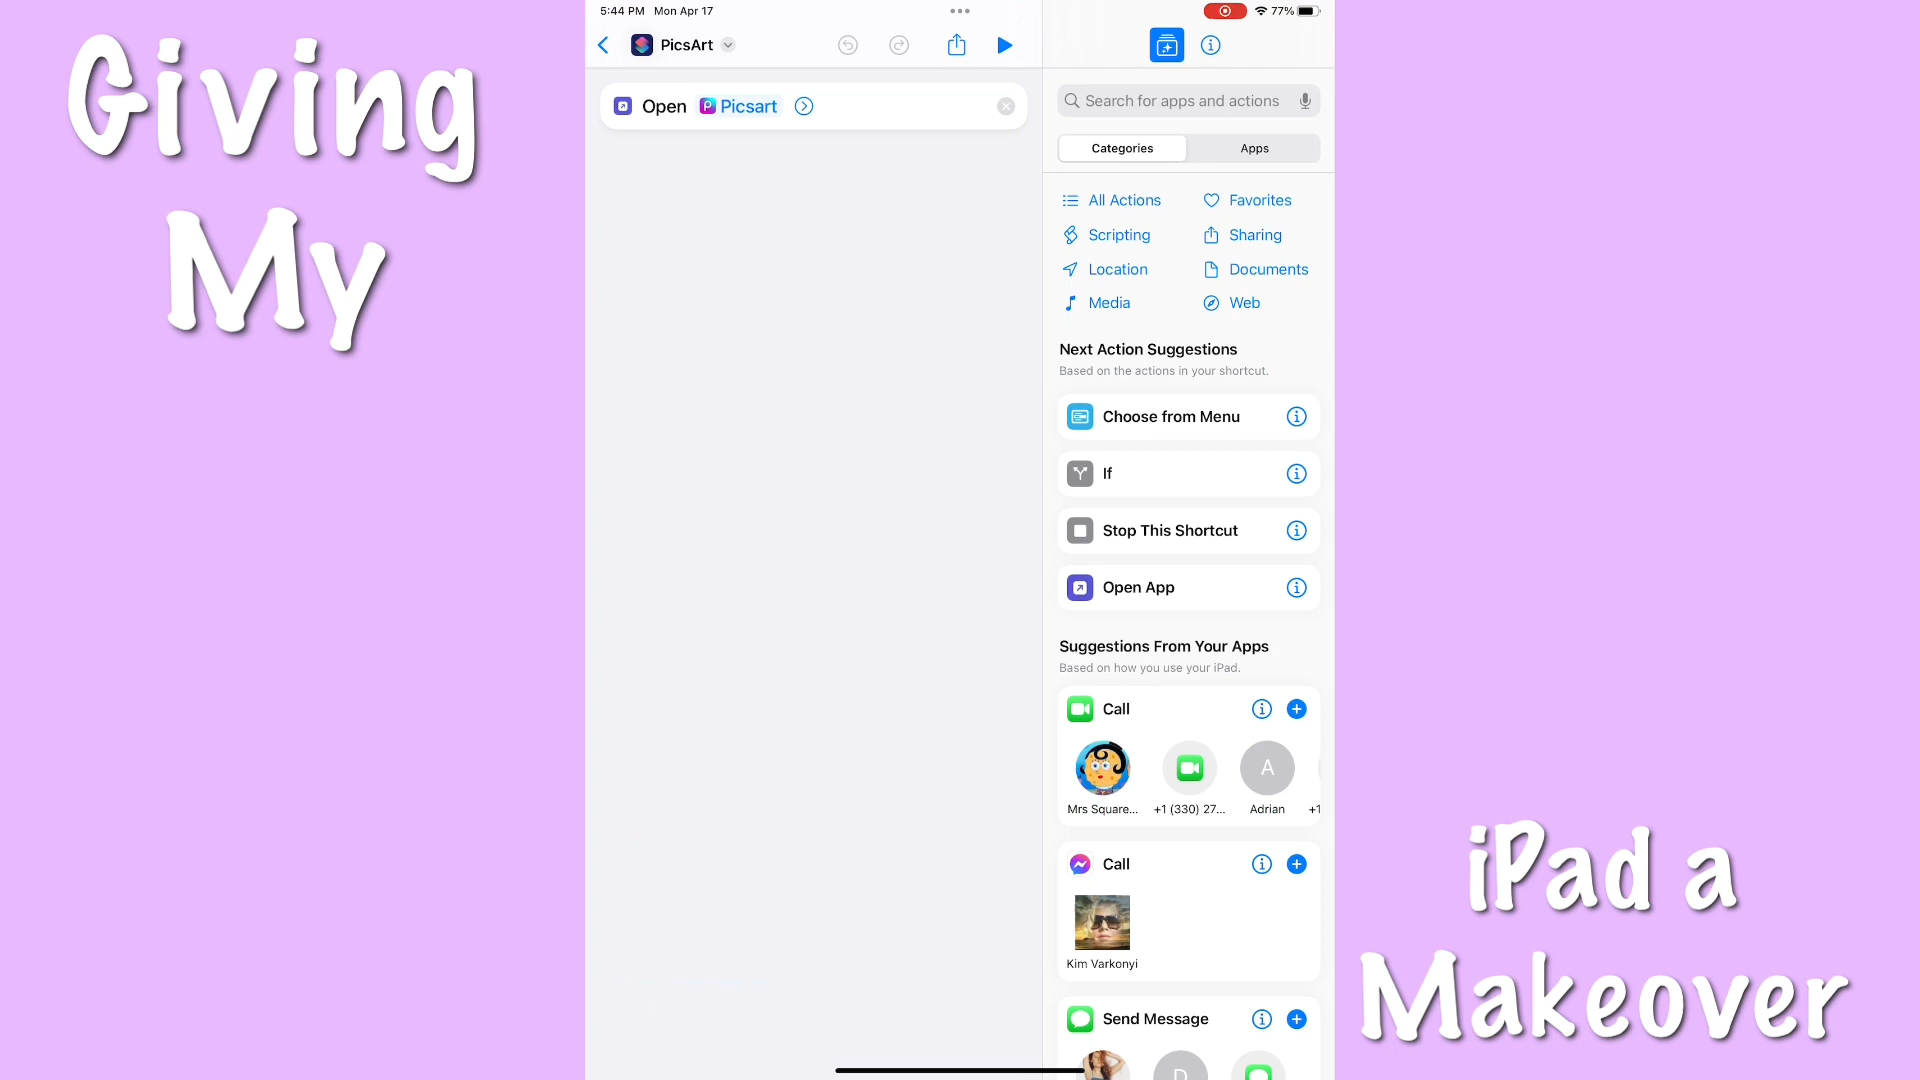 Giving
My
5:44 PM Mon Apr 17
77%
PicsArt
Open Picsart
Search for apps and actions
Categories
Apps
All Actions
Favorites
Scripting
Sharing
Location
Documents
Media
Web
Next Action Suggestions
Based on the actions in your shortcut.
Choose from Menu
If
Stop This Shortcut
Open App
Suggestions From Your Apps
Based on how you use your iPad.
Call
A
Mrs Square...
+1 (330) 27...
Adrian
+1
Call
Kim Varkonyi
Send Message
D
iPad a
Makeover